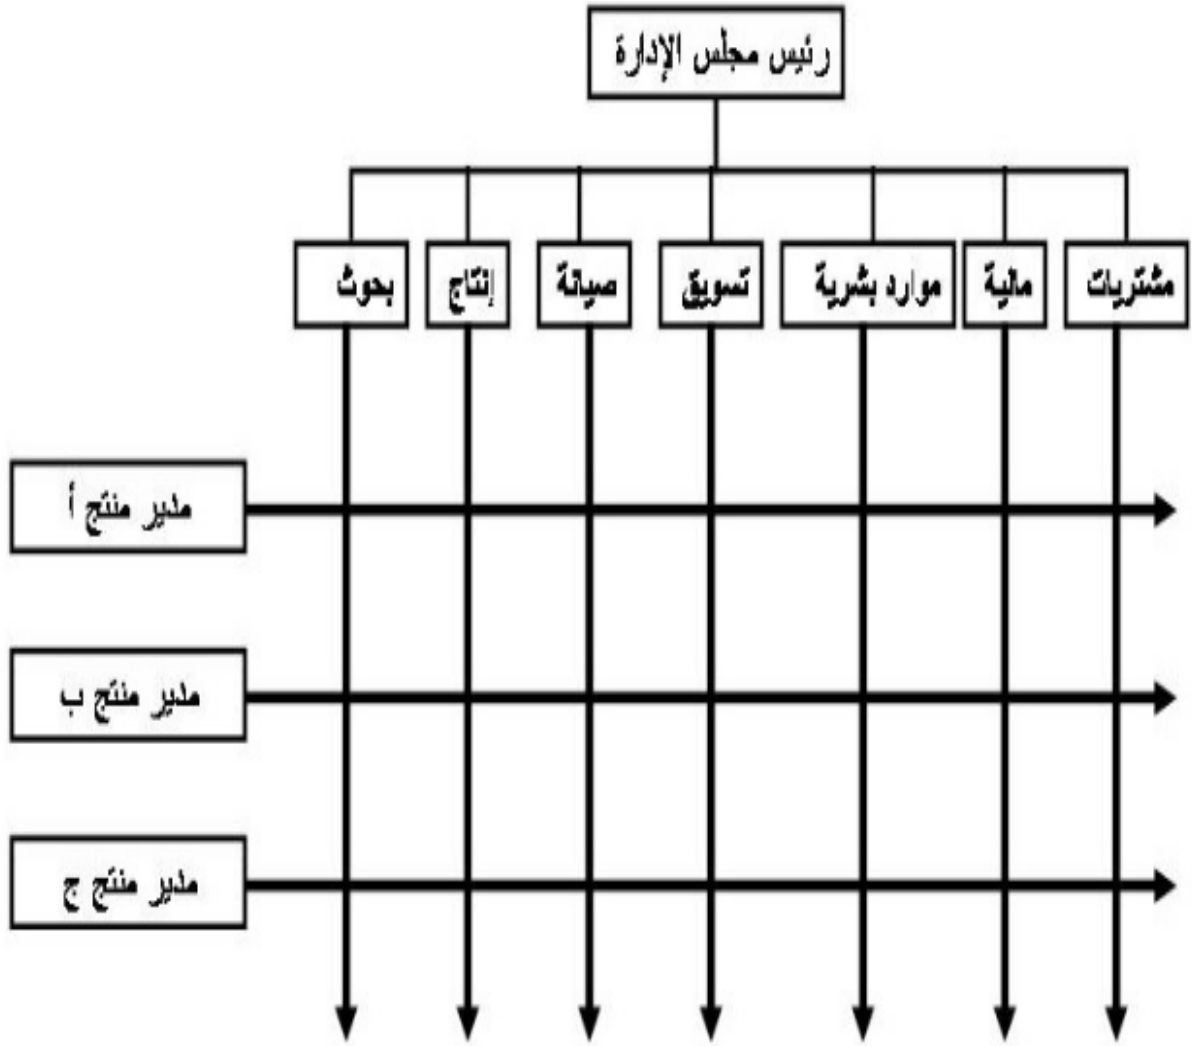 رئيس مجلس الإدارة
مشتريات
مالية
موارد بشرية
تسويق
صيانة
إنتاج
بحوث
مدير منتج أ
مدير منتج ب
مدير منتج ج